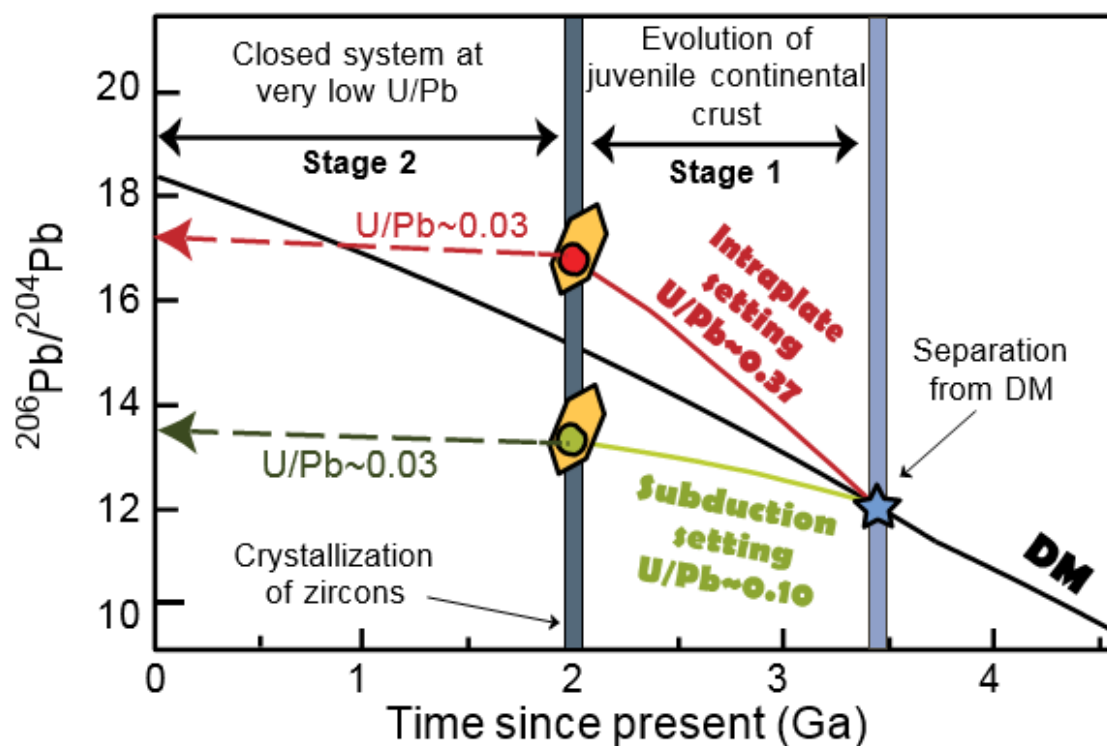 Closed system at
very low U/Pb
Stage 2
Evolution of
juvenile continental
crust
Stage 1
20
18
16
14
12
10
206Pb/204Pb
U/Pb~0.03
U/Pb~0.03
Intraplate
setting
U/Pb~0.37
Separation
from DM
Subduction
setting
U/Pb~0.10
Crystallization
of zircons
DM
0
1
2
3
4
Time since present (Ga)